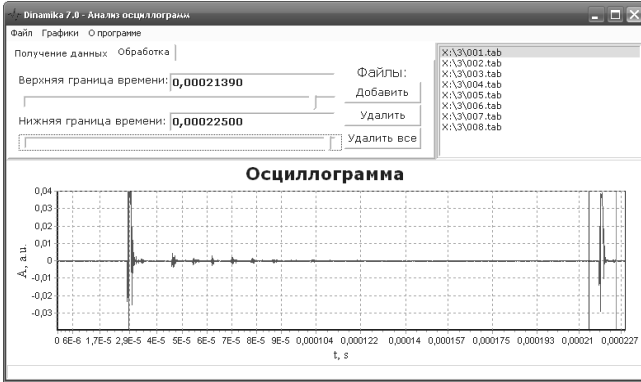 Dinamika 7.0 - Анализ осциллограмм
Файл Графики О программе
Получение данных Обработка
Верхняя граница времени: 0,00021390
Нижняя граница времени: 0,00022500
Файлы:
Добавить
Удалить
Удалить все
X:\3\001.tab
X:\3\002.tab
X:\3\003.tab
X:\3\004.tab
X:\3\005.tab
X:\3\006.tab
X:\3\007.tab
X:\3\008.tab
Осциллограмма
0,04
0,03
0,02
0,01
0
-0,01
-0,02
-0,03
A, a.u.
0 6E-6 1,7E-5 2,9E-5 4E-5 5E-5 6E-5 7E-5 8E-5 9E-5 0,000104 0,000122 0,00014 0,000157 0,000175 0,000193 0,00021 0,000227
t, s